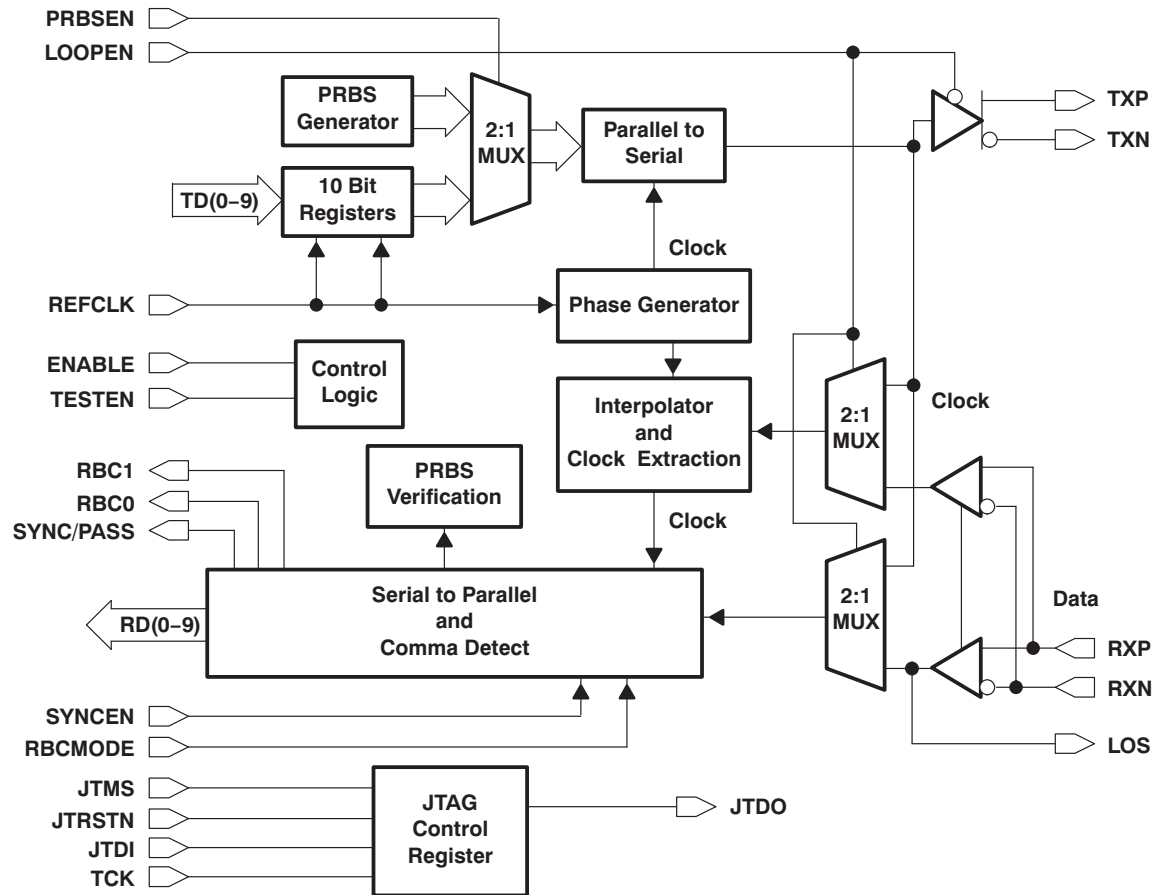 PRBSEN
LOOPEN
PRBS
Generator
2:1
MUX
Parallel to
Serial
TXP
TXN
TD(0−9)
10 Bit
Registers
Clock
REFCLK
Phase Generator
ENABLE
TESTEN
Control
Logic
Interpolator
and
Clock Extraction
2:1
MUX
Clock
RBC1
RBC0
SYNC/PASS
PRBS
Verification
Clock
RD(0−9)
Serial to Parallel
and
Comma Detect
2:1
MUX
Data
RXP
RXN
LOS
SYNCEN
RBCMODE
JTMS
JTRSTN
JTDI
TCK
JTAG
Control
Register
JTDO